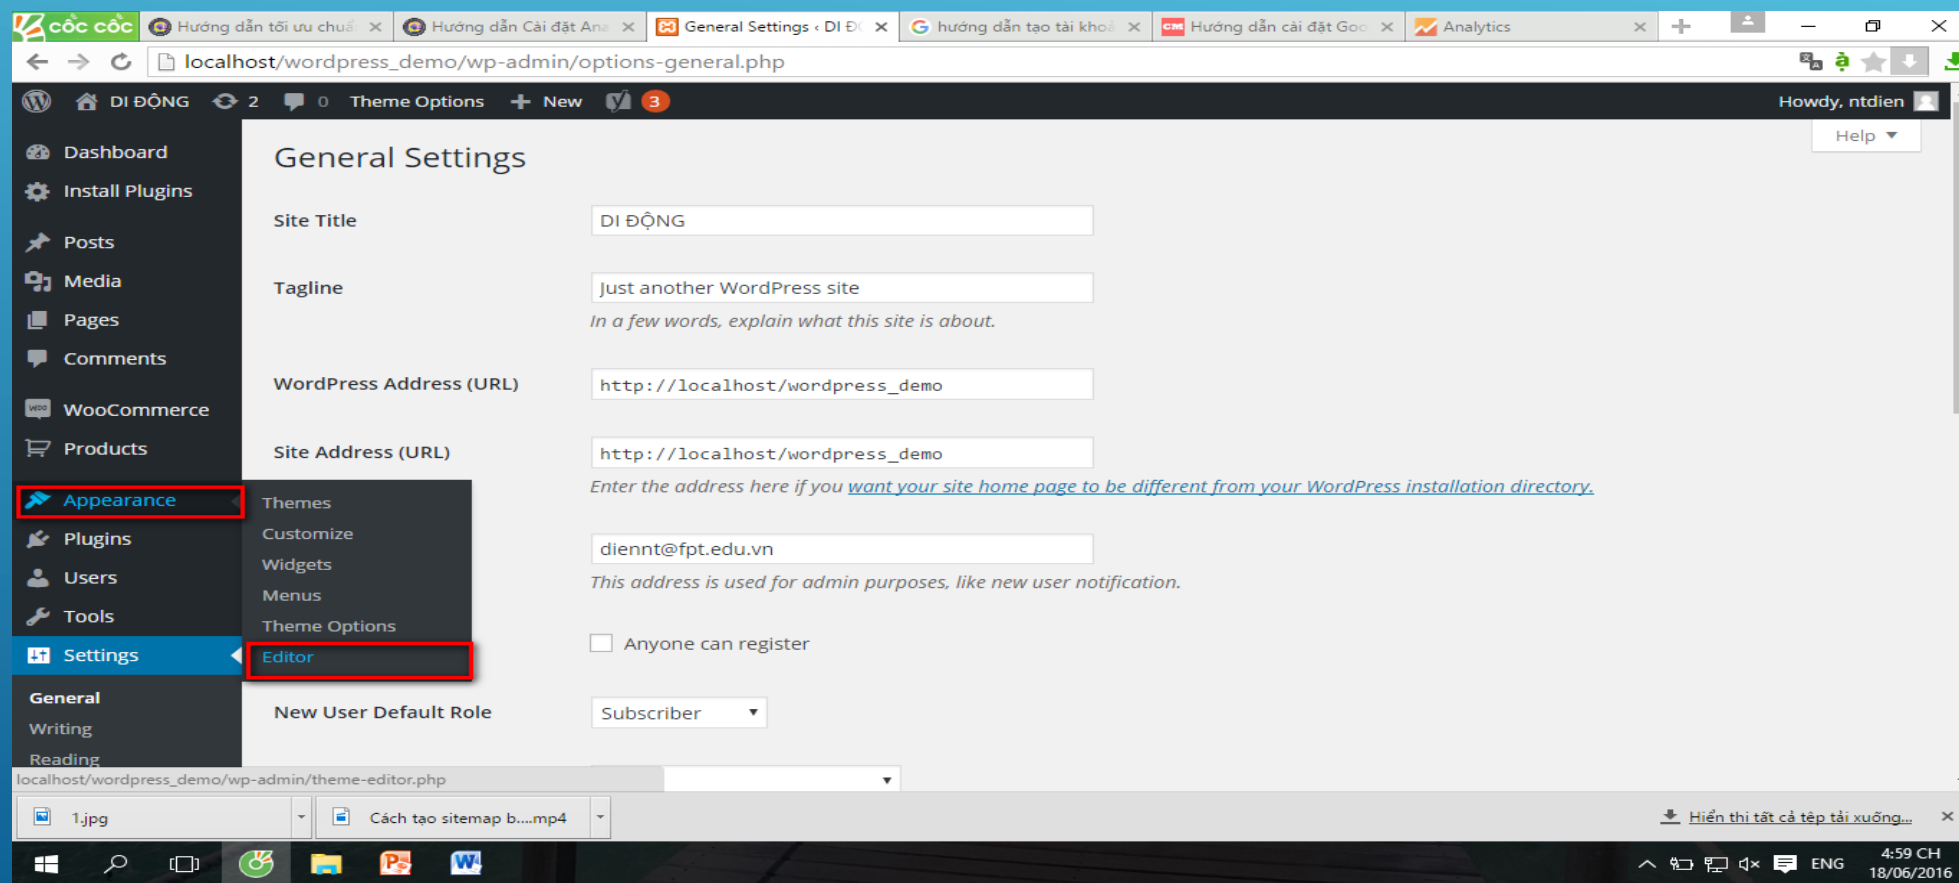 cốc cốc
Hướng dẫn tối ưu chuẩ
Hướng dẫn Cài đặt Ana
General Settings ‹ DI ĐỘ
hướng dẫn tạo tài khoả
CM Hướng dẫn cài đặt Goo
Analytics
localhost/wordpress_demo/wp-admin/options-general.php
DI ĐỘNG 2 0 Theme Options + New 3 Howdy, ntdien
Help
Dashboard
Install Plugins
Posts
Media
Pages
Comments
WooCommerce
Products
Appearance
Plugins
Users
Tools
Settings
General
Writing
Reading
Themes
Customize
Widgets
Menus
Theme Options
Editor
General Settings
Site Title DI ĐỘNG
Tagline Just another WordPress site
In a few words, explain what this site is about.
WordPress Address (URL) http://localhost/wordpress_demo
Site Address (URL) http://localhost/wordpress_demo
Enter the address here if you want your site home page to be different from your WordPress installation directory.
diennt@fpt.edu.vn
This address is used for admin purposes, like new user notification.
Anyone can register
New User Default Role Subscriber
localhost/wordpress_demo/wp-admin/theme-editor.php
1.jpg
Cách tạo sitemap b....mp4
Hiển thị tất cả tệp tải xuống...
ENG
4:59 CH
18/06/2016